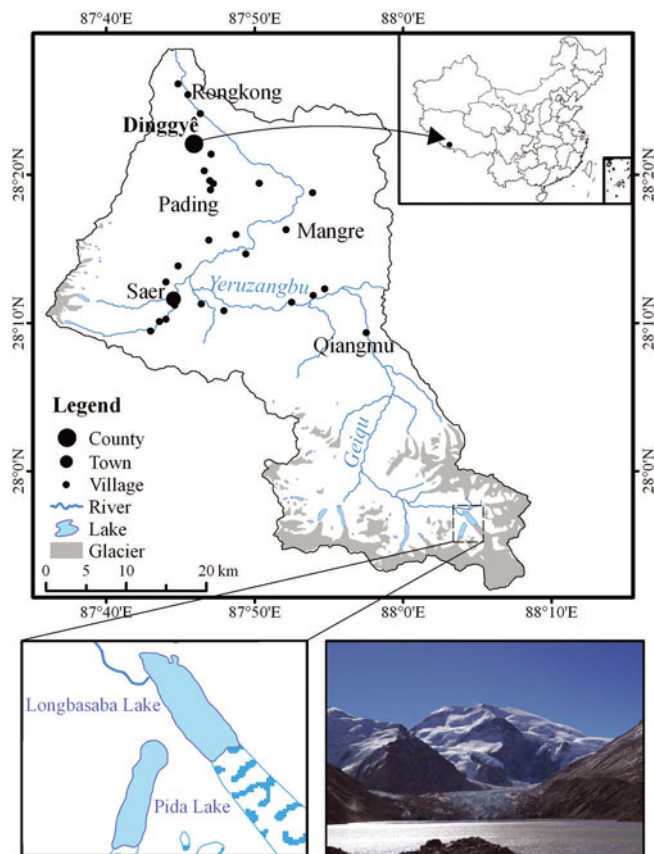 87°40'E
87°50'E
88°0'E
28°20'N
28°20'N
28°10'N
28°10'N
28°0'N
28°0'N
Rongkong
Dinggyê
Pading
Mangre
Yeruzangbu
Saer
Qiangmu
Geiqu
Legend
County
Town
Village
River
Lake
Glacier
0 5 10 20 km
87°40'E
87°50'E
88°0'E
88°10'E
Longbasaba Lake
Pida Lake